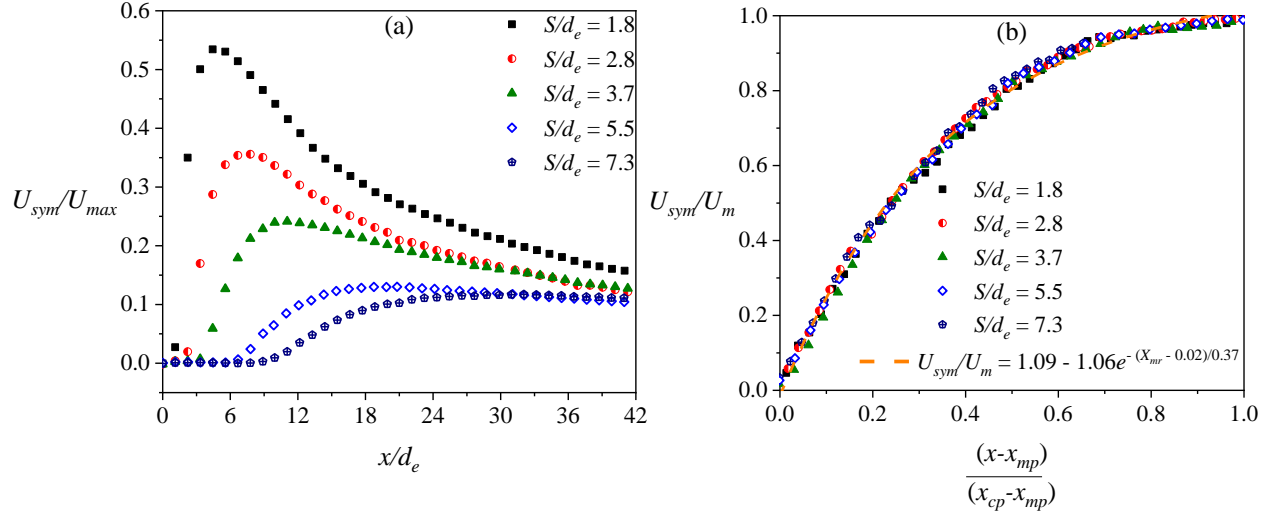 (a)
U_sym/U_max
0.6
0.5
0.4
0.3
0.2
0.1
0.0
S/d_e = 1.8
S/d_e = 2.8
S/d_e = 3.7
S/d_e = 5.5
S/d_e = 7.3
0 6 12 18 24 30 36 42
x/d_e
(b)
U_sym/U_m
1.0
0.8
0.6
0.4
0.2
0.0
S/d_e = 1.8
S/d_e = 2.8
S/d_e = 3.7
S/d_e = 5.5
S/d_e = 7.3
U_sym/U_m = 1.09 - 1.06e^- (X_mr - 0.02)/0.37
0.0 0.2 0.4 0.6 0.8 1.0
(x-x_mp)
(x_cp-x_mp)